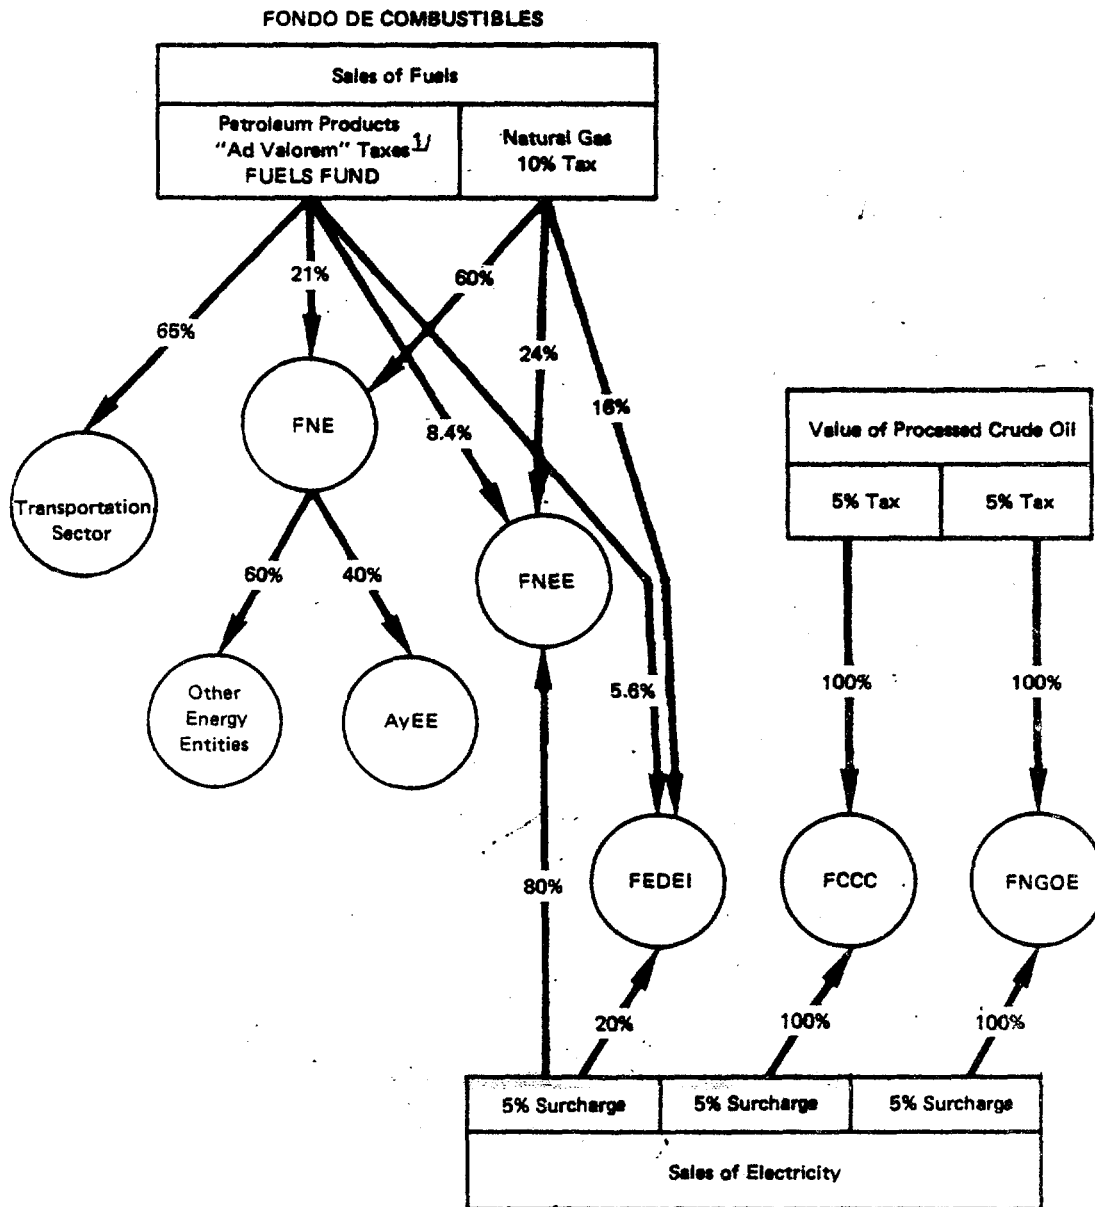 FONDO DE COMBUSTIBLES
Sales of Fuels
Petroleum Products
"Ad Valorem" Taxes 1/
FUELS FUND
Natural Gas
10% Tax
21%
60%
65%
24%
16%
FNE
8.4%
Value of Processed Crude Oil
5% Tax
5% Tax
Transportation
Sector
60%
40%
FNEE
5.6%
100%
100%
Other
Energy
Entities
AyEE
80%
FEDEI
FCCC
FNGOE
20%
100%
100%
5% Surcharge
5% Surcharge
5% Surcharge
Sales of Electricity